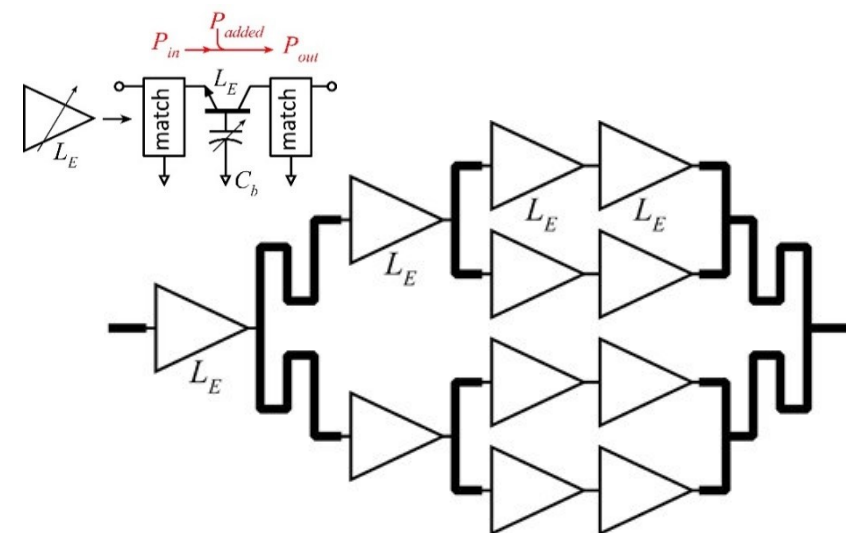 P_added
P_in P_out
L_E
match match
L_E
C_b
L_E L_E
L_E
L_E